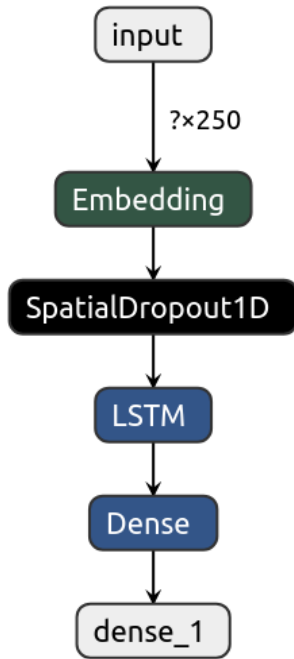 input
?×250
Embedding
SpatialDropout1D
LSTM
Dense
dense_1